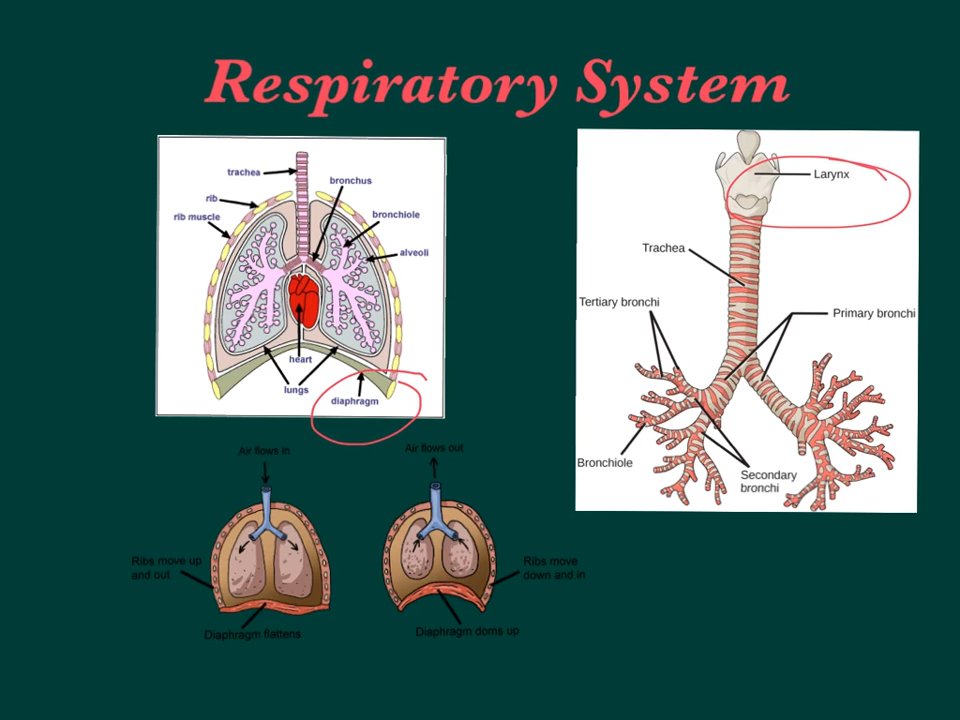 Respiratory System
trachea
bronchus
rib
rib muscle
bronchiole
alveoli
heart
lungs
diaphragm
Larynx
Trachea
Tertiary bronchi
Primary bronchi
Bronchiole
Secondary
bronchi
Air flows in
Air flows out
Ribs move up
and out
Ribs move
down and in
Diaphragm flattens
Diaphragm doms up